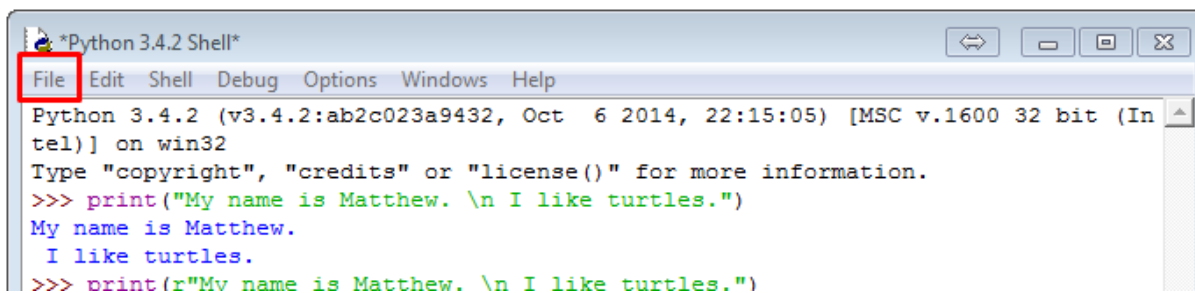 *Python 3.4.2 Shell*
File Edit Shell Debug Options Windows Help
Python 3.4.2 (v3.4.2:ab2c023a9432, Oct  6 2014, 22:15:05) [MSC v.1600 32 bit (In
tel)] on win32
Type "copyright", "credits" or "license()" for more information.
>>> print("My name is Matthew. \n I like turtles.")
My name is Matthew.
 I like turtles.
>>> print(r"My name is Matthew. \n I like turtles.")